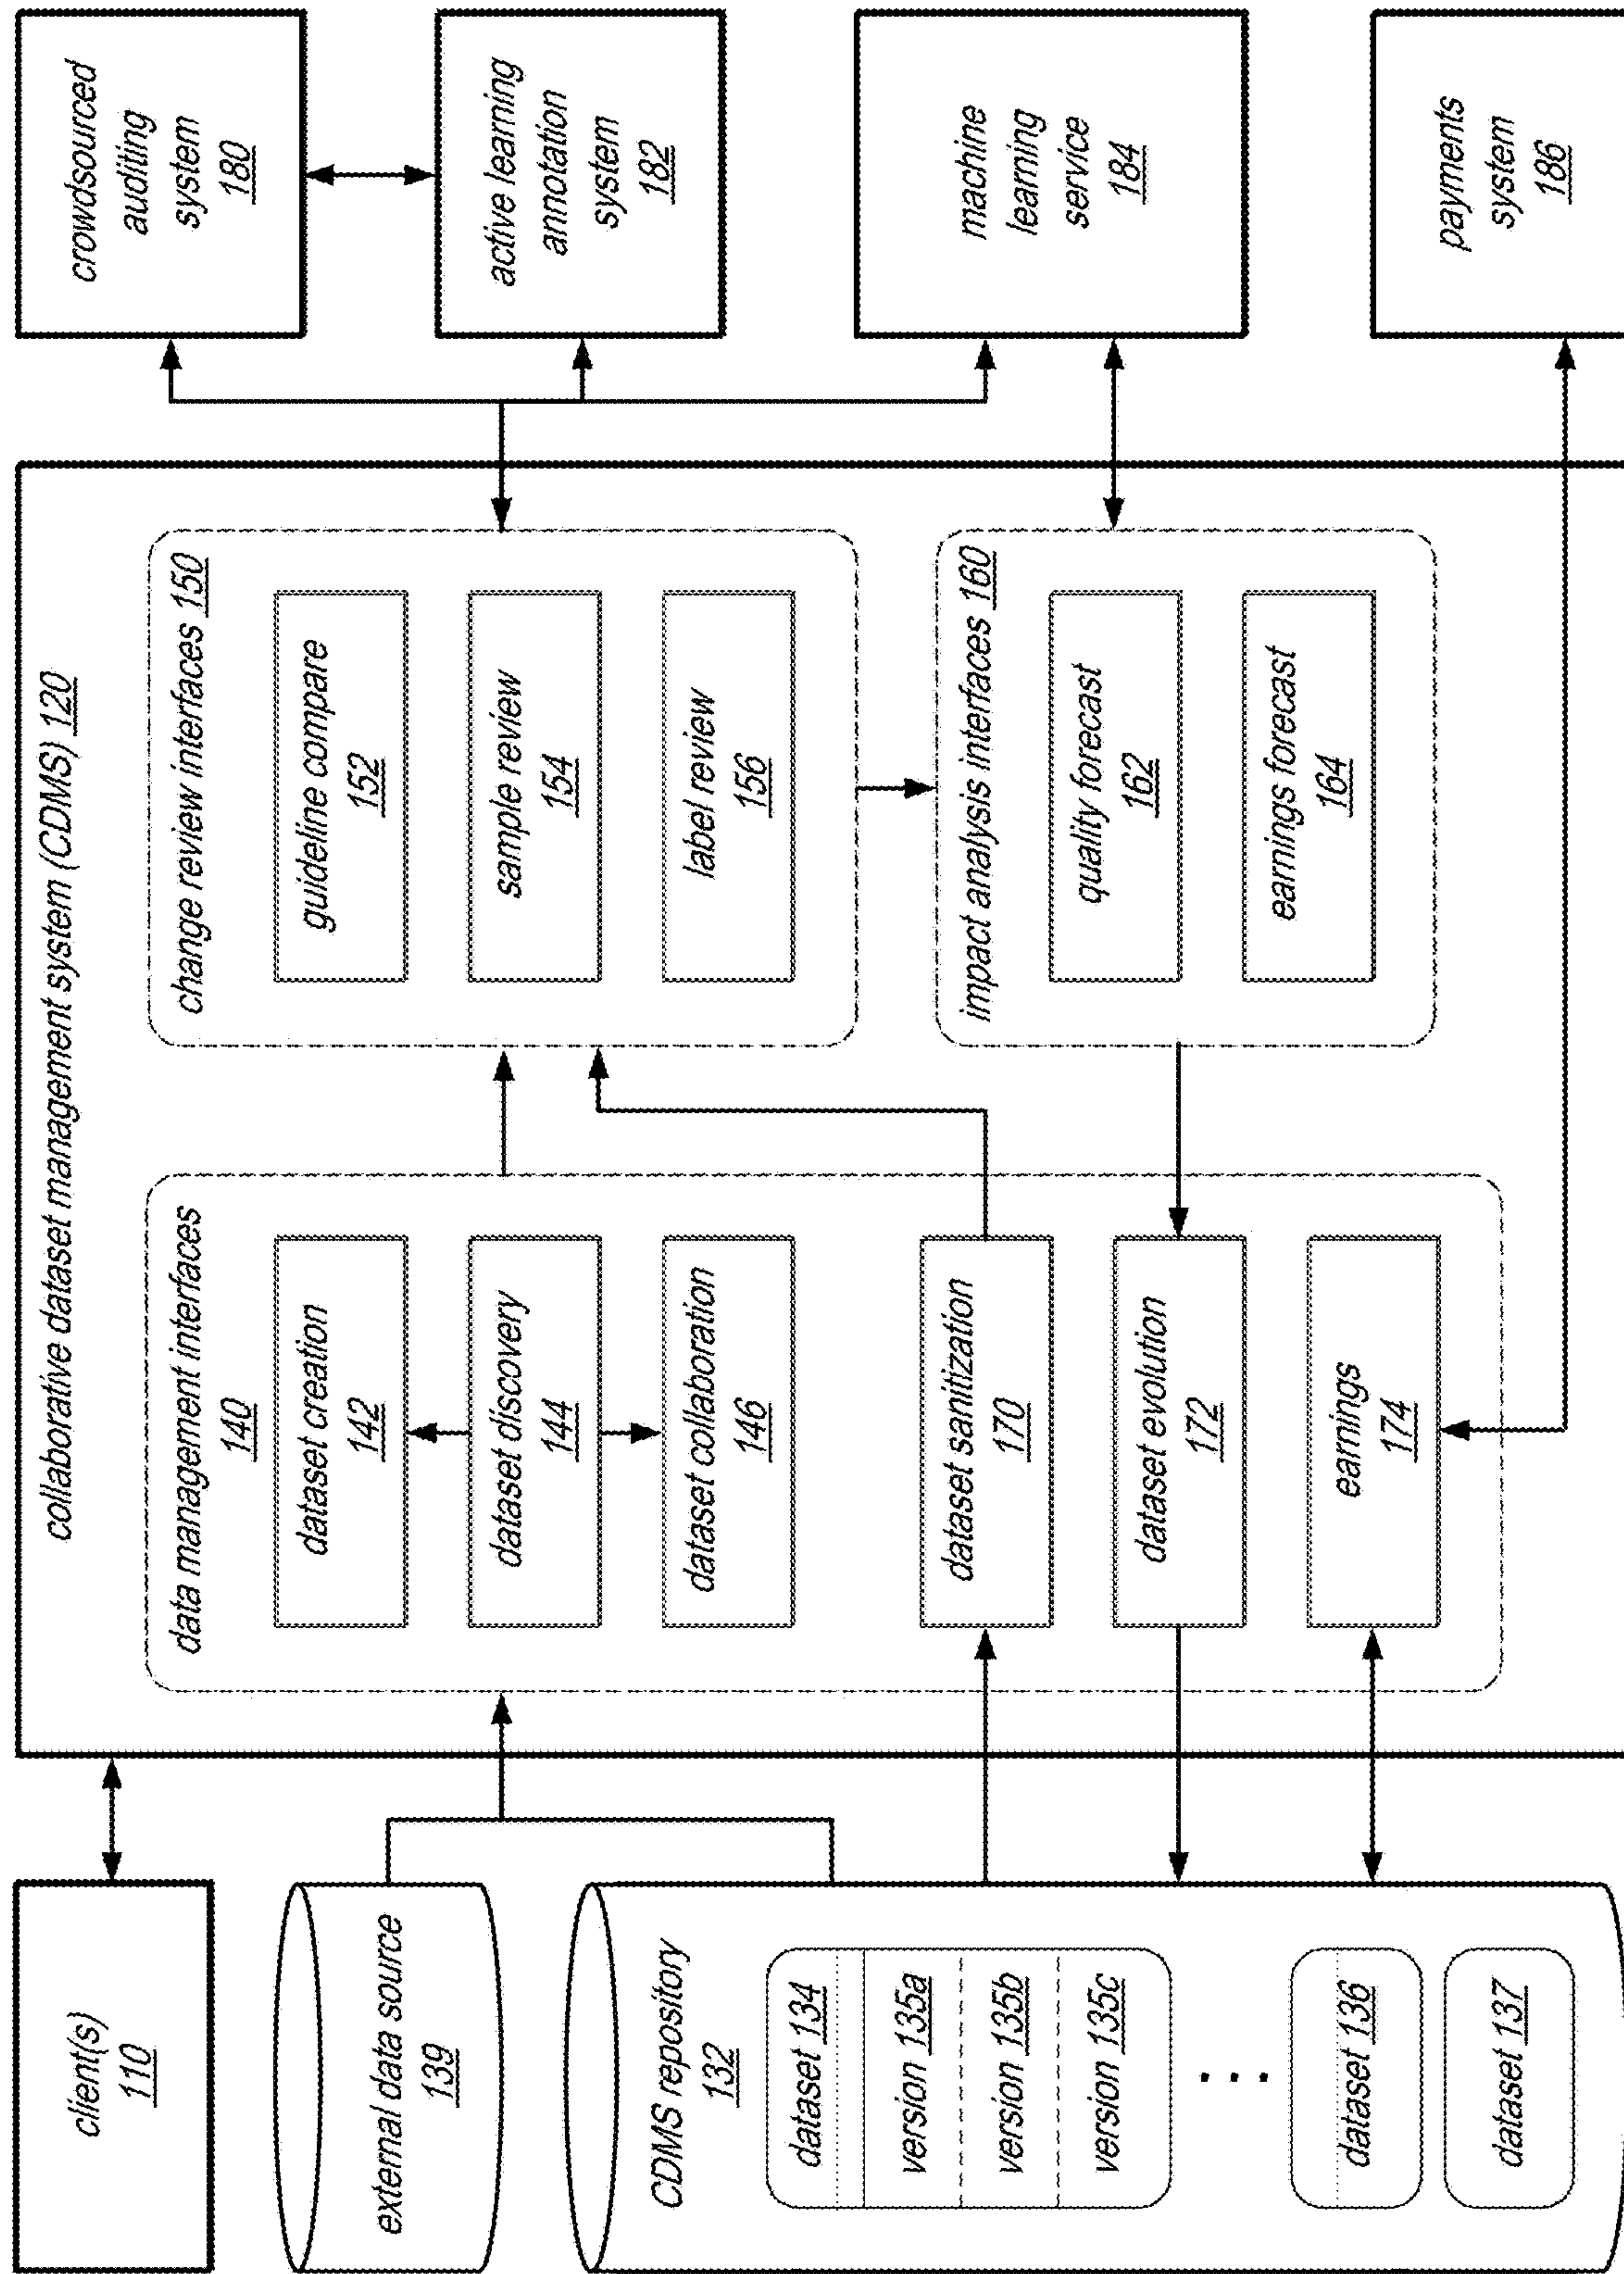 client(s)
110
external data source
139
CDMS repository
132
dataset 134
version 135a
version 135b
version 135c
. . .
dataset 136
dataset 137
collaborative dataset management system (CDMS) 120
data management interfaces
140
dataset creation
142
dataset discovery
144
dataset collaboration
146
dataset sanitization
170
dataset evolution
172
earnings
174
change review interfaces 150
guideline compare
152
sample review
154
label review
156
impact analysis interfaces 160
quality forecast
162
earnings forecast
164
crowdsourced
auditing
system
180
active learning
annotation
system
182
machine
learning
service
184
payments
system
186